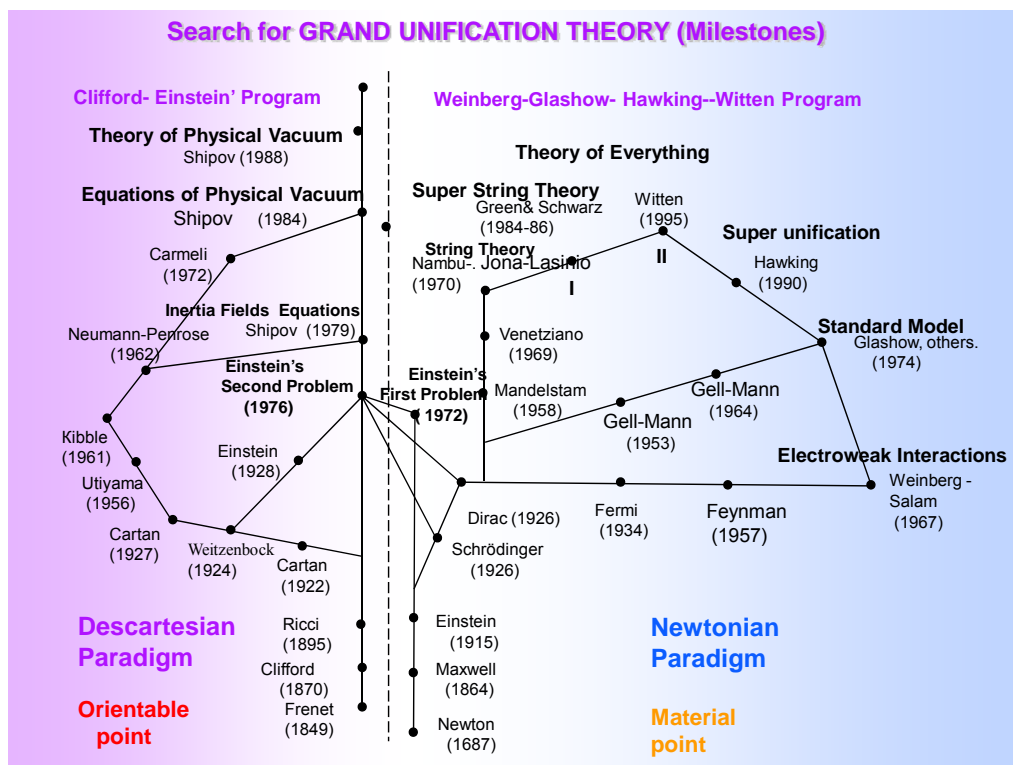 Search for GRAND UNIFICATION THEORY (Milestones)
Clifford- Einstein' Program
Weinberg-Glashow- Hawking--Witten Program
Theory of Physical Vacuum
Shipov (1988)
Theory of Everything
Equations of Physical Vacuum
Shipov (1984)
Super String Theory
Green& Schwarz
(1984-86)
Witten
(1995)
Super unification
Carmeli
(1972)
String Theory
Nambu-. Jona-Lasinio
(1970)
I
II
Hawking
(1990)
Inertia Fields Equations
Shipov (1979)
Neumann-Penrose
(1962)
Venetziano
(1969)
Standard Model
Glashow, others.
(1974)
Einstein's
Second Problem
(1976)
Einstein's
First Problem
(1972)
Mandelstam
(1958)
Gell-Mann
(1964)
Gell-Mann
(1953)
Kibble
(1961)
Einstein
(1928)
Electroweak Interactions
Weinberg -
Salam
(1967)
Utiyama
(1956)
Cartan
(1927)
Weitzenbock
(1924)
Cartan
(1922)
Dirac (1926)
Schrödinger
(1926)
Fermi
(1934)
Feynman
(1957)
Descartesian
Paradigm
Ricci
(1895)
Einstein
(1915)
Newtonian
Paradigm
Clifford
(1870)
Maxwell
(1864)
Orientable
point
Frenet
(1849)
Newton
(1687)
Material
point